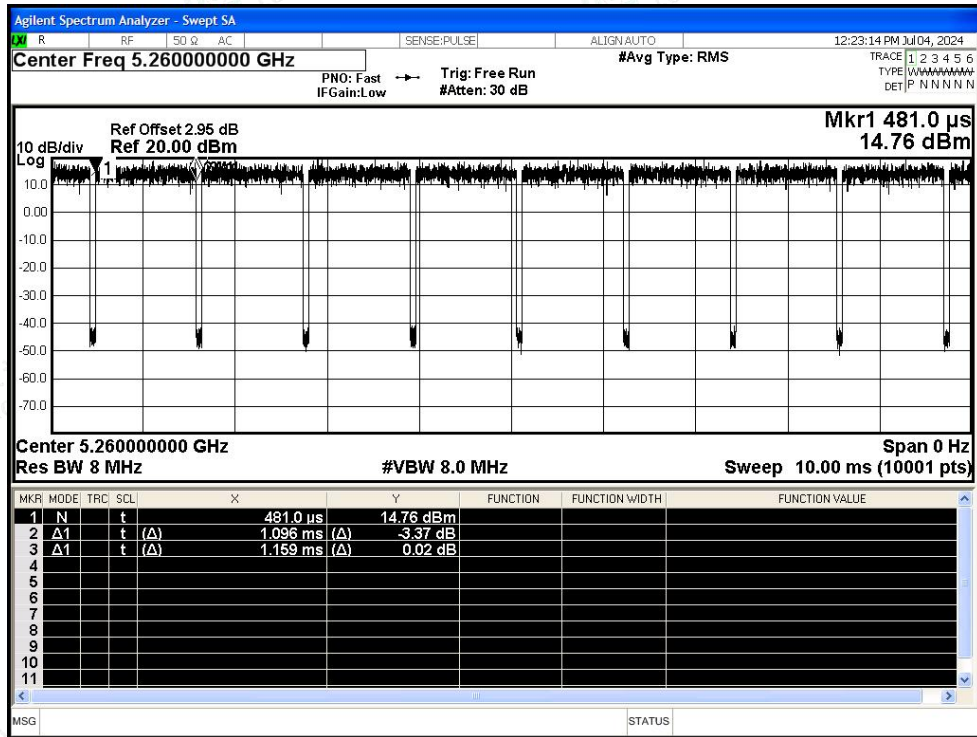 Agilent Spectrum Analyzer - Swept SA
LXI R RF 50 Ω AC SENSE:PULSE ALIGN AUTO 12:23:14 PM Jul 04, 2024
Center Freq 5.260000000 GHz #Avg Type: RMS TRACE 1 2 3 4 5 6
PNO: Fast Trig: Free Run TYPE WWWWWW
IFGain:Low #Atten: 30 dB DET P N N N N N
Mkr1 481.0 µs
14.76 dBm
Ref Offset 2.95 dB
10 dB/div Ref 20.00 dBm
Log
1
10.0
0.00
-10.0
-20.0
-30.0
-40.0
-50.0
-60.0
-70.0
Center 5.260000000 GHz Span 0 Hz
Res BW 8 MHz #VBW 8.0 MHz Sweep 10.00 ms (10001 pts)
MKR MODE TRC SCL X Y FUNCTION FUNCTION WIDTH FUNCTION VALUE
1 N t 481.0 µs 14.76 dBm
2 Δ1 t (Δ) 1.096 ms (Δ) -3.37 dB
3 Δ1 t (Δ) 1.159 ms (Δ) 0.02 dB
4
5
6
7
8
9
10
11
MSG STATUS